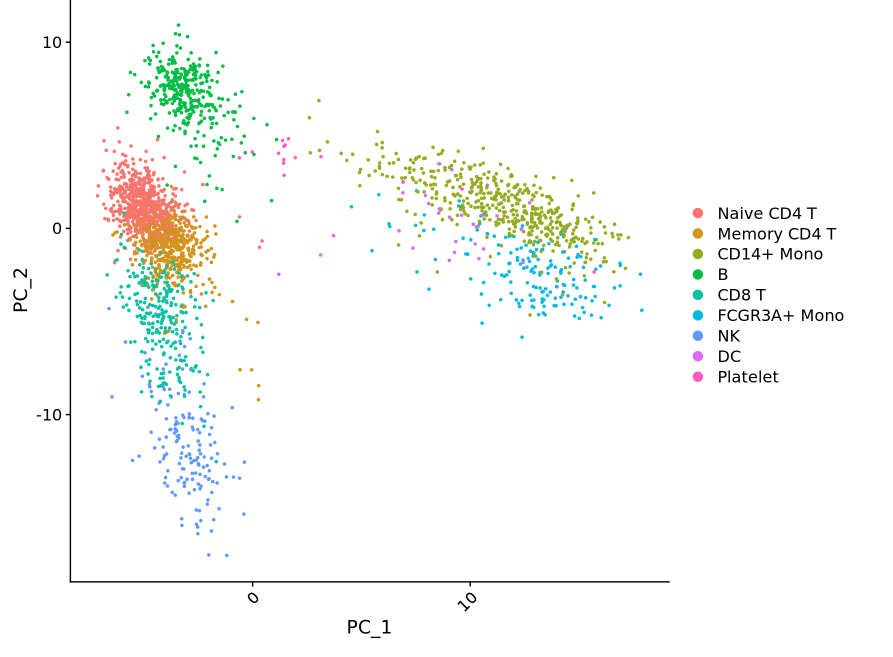 10
0
-10
PC_2
0
10
PC_1
Naive CD4 T
Memory CD4 T
CD14+ Mono
B
CD8 T
FCGR3A+ Mono
NK
DC
Platelet